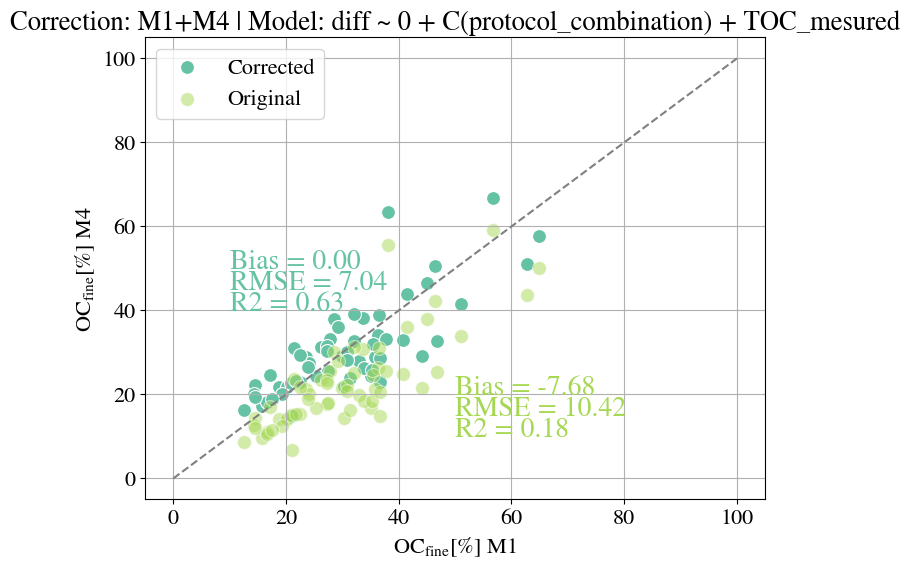 Correction: M1+M4 | Model: diff ~ 0 + C(protocol_combination) + TOC_mesured
Corrected
Original
Bias = 0.00
RMSE = 7.04
R2 = 0.63
Bias = -7.68
RMSE = 10.42
R2 = 0.18
OCfine[%] M4
100
80
60
40
20
0
0 20 40 60 80 100
OCfine[%] M1